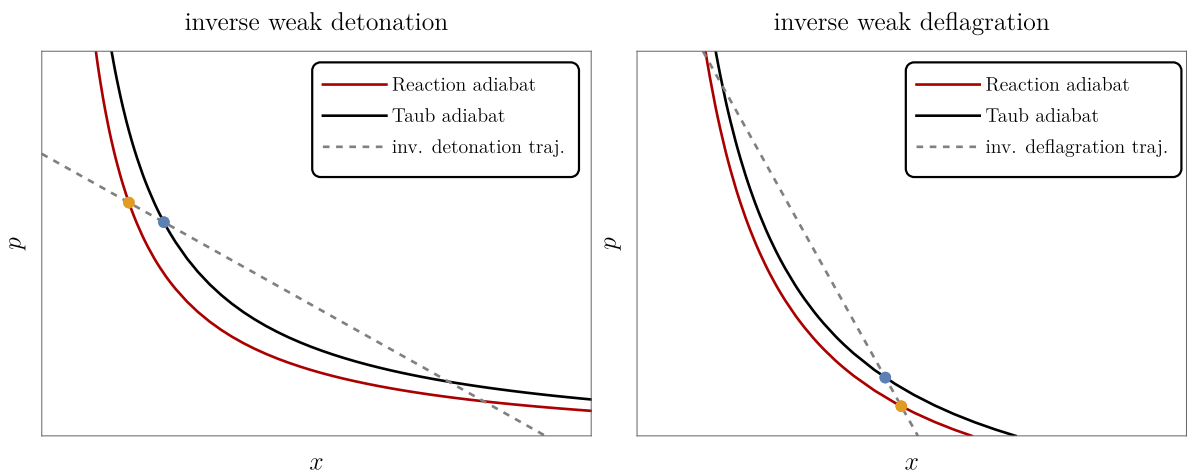 inverse weak detonation
Reaction adiabat
Taub adiabat
inv. detonation traj.
p
x
inverse weak deflagration
Reaction adiabat
Taub adiabat
inv. deflagration traj.
p
x